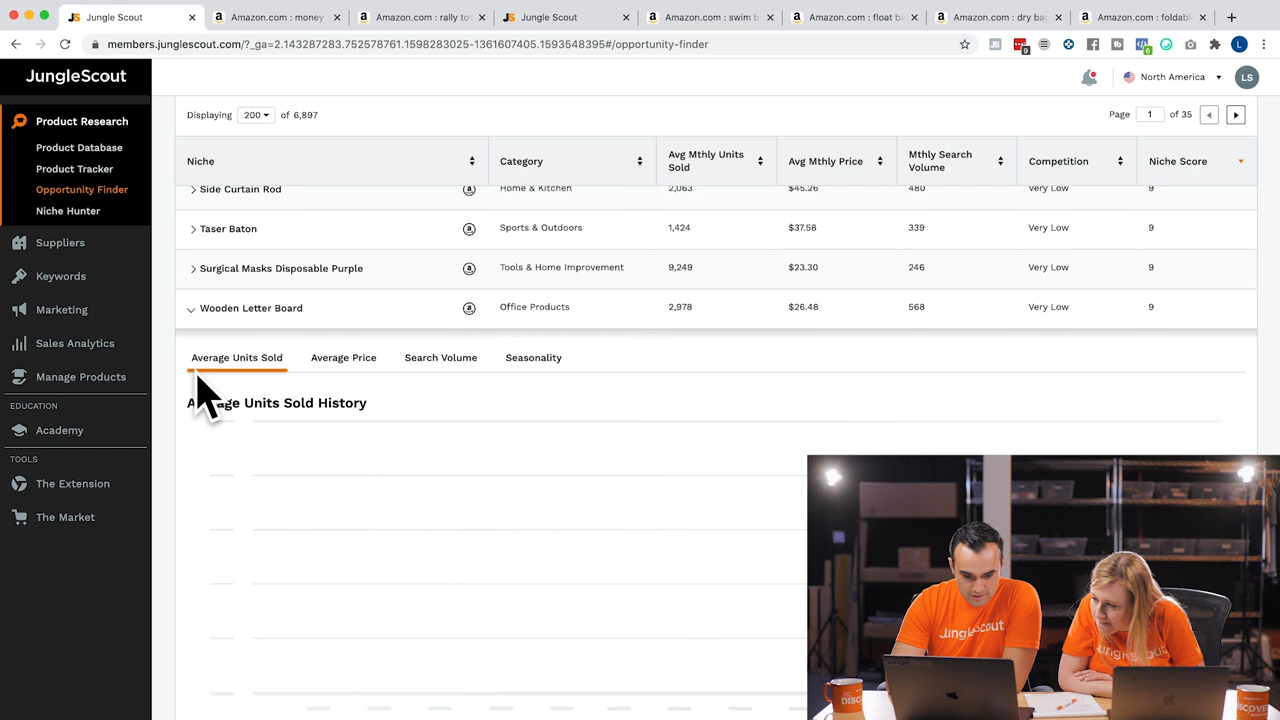 Jungle Scout
Amazon.com : money
Amazon.com : rally to
Jungle Scout
Amazon.com : swim b
Amazon.com : float ba
Amazon.com : dry bag
Amazon.com : foldabl
members.junglescout.com/?_ga=2.143287283.752578761.1598293025-1361607405.1593548395#/opportunity-finder
JungleScout
North America
LS
Product Research
Product Database
Product Tracker
Opportunity Finder
Niche Hunter
Suppliers
Keywords
Marketing
Sales Analytics
Manage Products
EDUCATION
Academy
TOOLS
The Extension
The Market
Displaying 200 of 6,897
Page 1 of 35
Niche Category Avg Mthly Units Sold Avg Mthly Price Mthly Search Volume Competition Niche Score
Side Curtain Rod Home & Kitchen 2,063 $45.26 480 Very Low 9
Taser Baton Sports & Outdoors 1,424 $37.58 339 Very Low 9
Surgical Masks Disposable Purple Tools & Home Improvement 9,249 $23.30 246 Very Low 9
Wooden Letter Board Office Products 2,978 $26.48 568 Very Low 9
Average Units Sold Average Price Search Volume Seasonality
Average Units Sold History
JungleScout
JungleScout
DISC
SCOVER